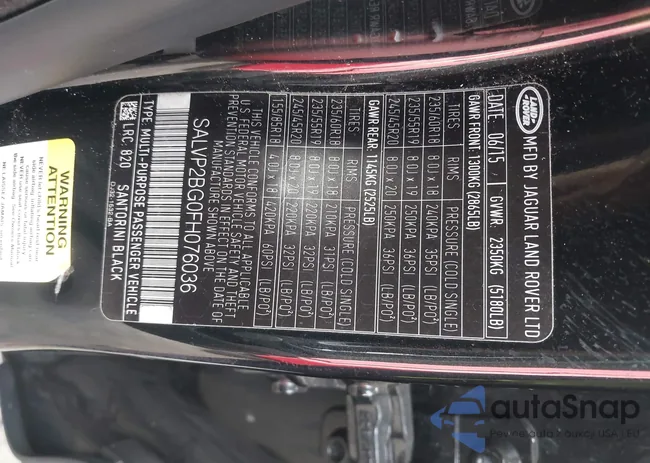 LAND
ROVER
MFD BY JAGUAR LAND ROVER LTD
DATE: 06/15 GVWR: 2350KG (5180LB)
GAWR FRONT: 1300KG (2865LB)
TIRES RIMS PRESSURE (COLD SINGLE)
235/60R18 8.0J x 18 240KPA 35PSI (LB/PO²)
235/55R19 8.0J x 19 250KPA 36PSI (LB/PO²)
245/45R20 8.0J x 20 250KPA 36PSI (LB/PO²)
GAWR REAR: 1145KG (2525LB)
TIRES RIMS PRESSURE (COLD SINGLE)
235/60R18 8.0J x 18 210KPA 31PSI (LB/PO²)
235/55R19 8.0J x 19 220KPA 32PSI (LB/PO²)
245/45R20 8.0J x 20 220KPA 32PSI (LB/PO²)
155/85R18 4.0J x 18 420KPA 60PSI (LB/PO²)
THIS VEHICLE CONFORMS TO ALL APPLICABLE
U.S. FEDERAL MOTOR VEHICLE SAFETY AND THEFT
PREVENTION STANDARDS IN EFFECT ON THE DATE OF
MANUFACTURE SHOWN ABOVE
SALVP2BG0FH076036
TYPE: MULTI-PURPOSE PASSENGER VEHICLE
LRC 820 SANTORINI BLACK
ATTENTION
WARNING
autaSnap